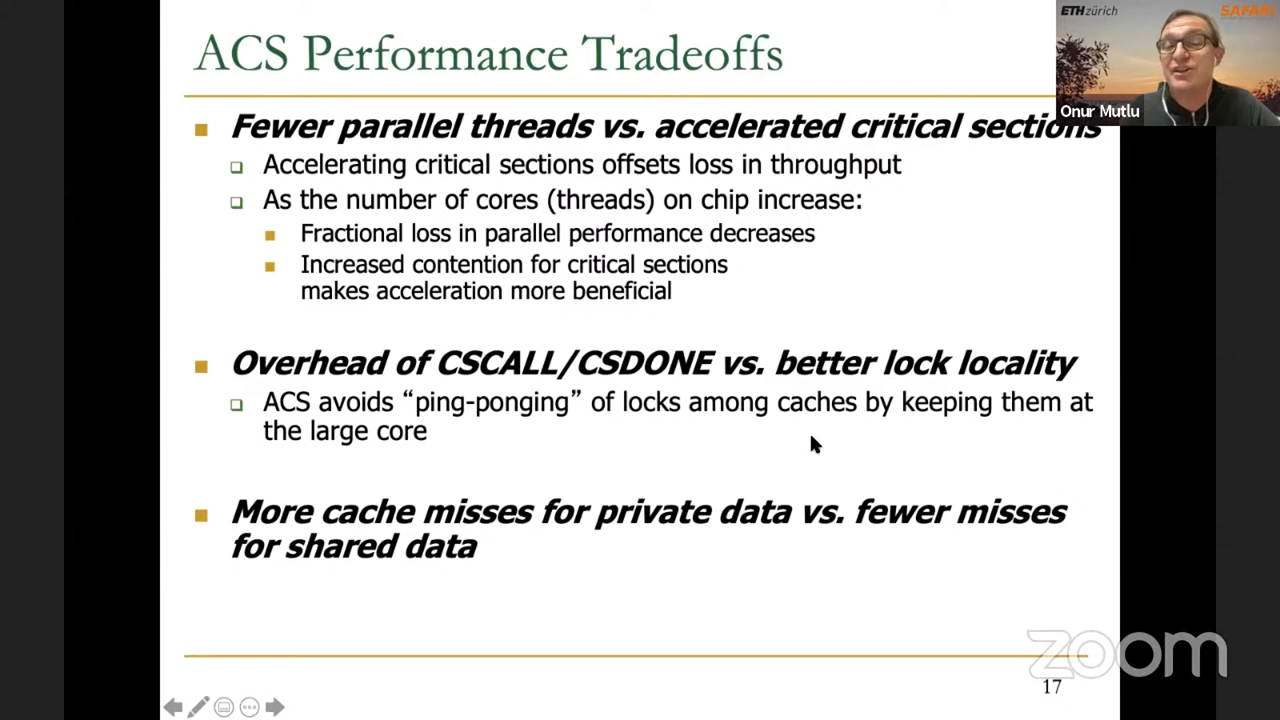 ACS Performance Tradeoffs
ETH zürich
SAFARI
Onur Mutlu
Fewer parallel threads vs. accelerated critical sections
Accelerating critical sections offsets loss in throughput
As the number of cores (threads) on chip increase:
Fractional loss in parallel performance decreases
Increased contention for critical sections
makes acceleration more beneficial
Overhead of CSCALL/CSDONE vs. better lock locality
ACS avoids “ping-ponging” of locks among caches by keeping them at
the large core
More cache misses for private data vs. fewer misses
for shared data
zoom
17